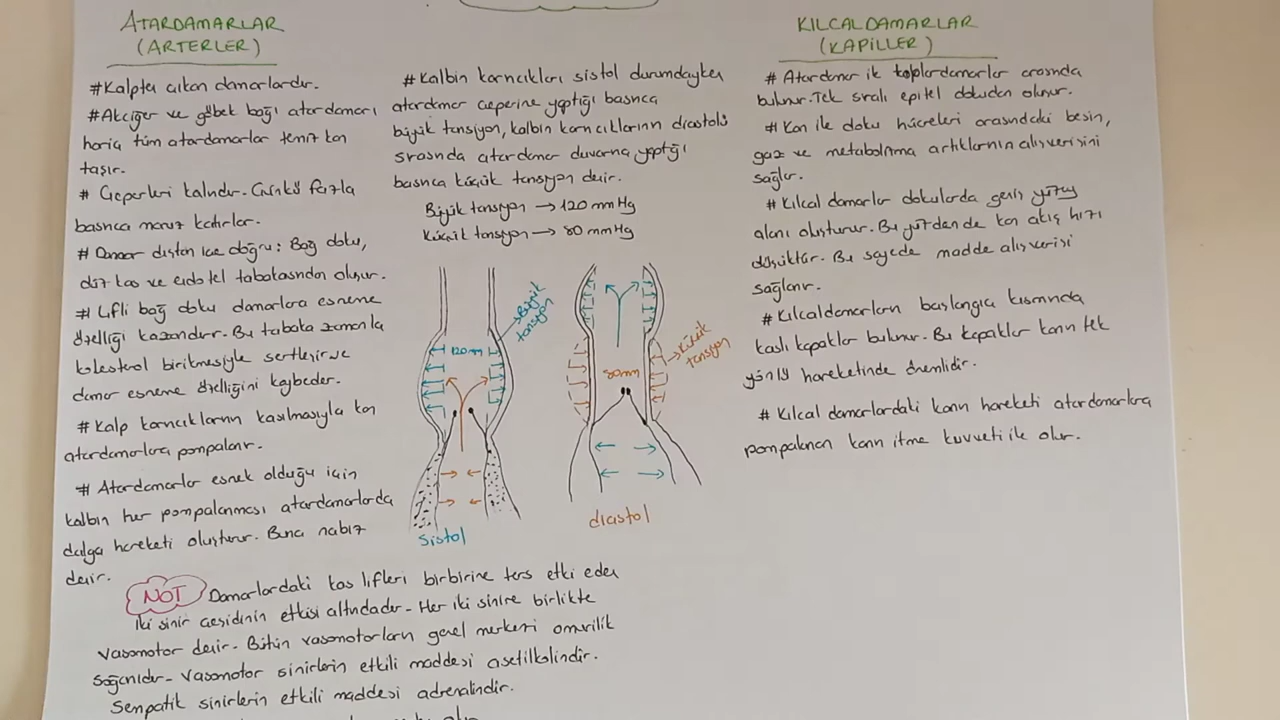 ATARDAMARLAR
(ARTERLER)
# Kalpten çıkan damarlardır.
# Akciğer ve göbek bağı atardamarı
hariç tüm atardamarlar temiz kan
taşır.
# Çeperleri kalındır. Çünkü fazla
basınca maruz kalırlar.
# Damar dıştan içe doğru: Bağ doku,
düz kas ve endotel tabakasından oluşur.
# Lifli bağ doku damarlara esneme
özelliği kazandırır. Bu tabaka zamanla
kolestrol birikmesiyle sertleşir ve
damar esneme özelliğini kaybeder.
# Kalp karıncıklarının kasılmasıyla kan
atardamarlara pompalanır.
# Atardamarlar esnek olduğu için
kalbin her pompalanması atardamarlarda
dalga hareketi oluşturur. Buna nabız
denir.
# Kalbin karıncıkları sistol durumdayken
atardamar çeperine yaptığı basınca
büyük tansiyon, kalbin karıncıklarının diastolü
sırasında atardamar duvarına yaptığı
basınca küçük tansiyon denir.
Büyük tansiyon → 120 mmHg
Küçük tansiyon → 80 mmHg
Büyük
tansiyon
120mm
Sistol
Küçük
tansiyon
80mm
diastol
NOT Damarlardaki kas lifleri birbirine ters etki eden
iki sinir çeşidinin etkisi altındadır. Her iki sinire birlikte
vasomotor denir. Bütün vasomotorların genel merkezi omurilik
soğanıdır. Vasomotor sinirlerin etkili maddesi asetilkolindir.
Sempatik sinirlerin etkili maddesi adrenalindir.
KILCALDAMARLAR
(KAPİLLER)
# Atardamar ile toplardamarlar arasında
bulunur. Tek sıralı epitel dokudan oluşur.
# Kan ile doku hücreleri arasındaki besin,
gaz ve metabolizma artıklarının alışverişini
sağlar.
# Kılcal damarlar dokularda geniş yüzey
alanı oluşturur. Bu yüzden de kan akış hızı
düşüktür. Bu sayede madde alışverişi
sağlanır.
# Kılcaldamarların başlangıç kısmında
kaslı kapaklar bulunur. Bu kapaklar kanın tek
yönlü hareketinde önemlidir.
# Kılcal damarlardaki kanın hareketi atardamarlara
pompalanan kanın itme kuvveti ile olur.